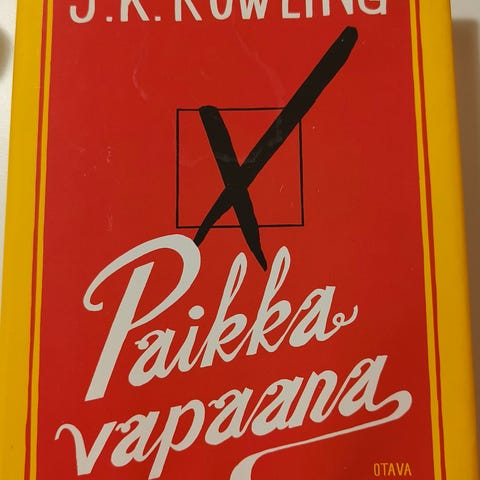 J.K. ROWLING
Paikka
vapaana
OTAVA